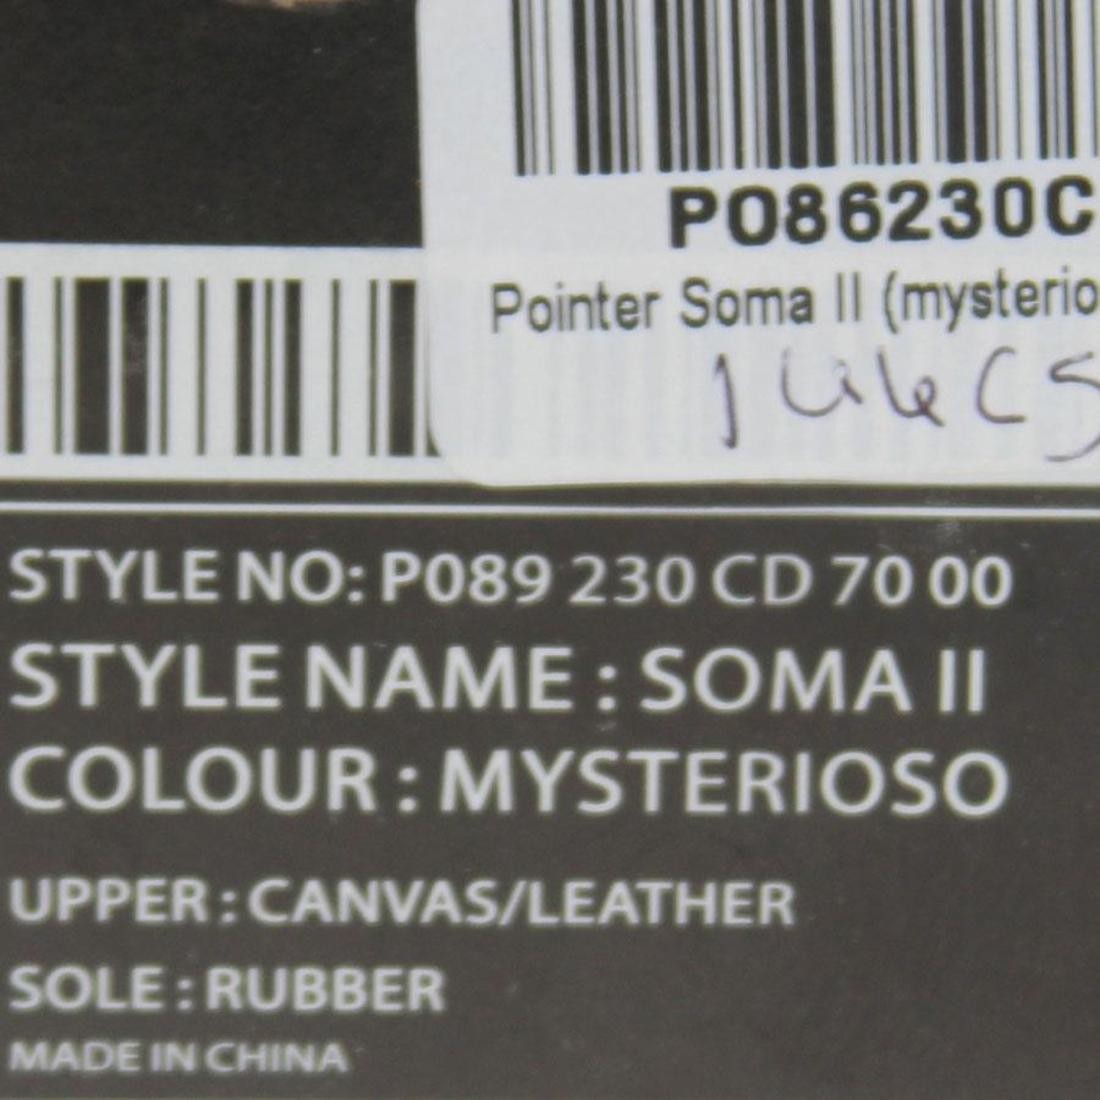 PO86230C
Pointer Soma II (mysterio
STYLE NO: P089 230 CD 70 00
STYLE NAME : SOMA II
COLOUR : MYSTERIOSO
UPPER : CANVAS/LEATHER
SOLE : RUBBER
MADE IN CHINA